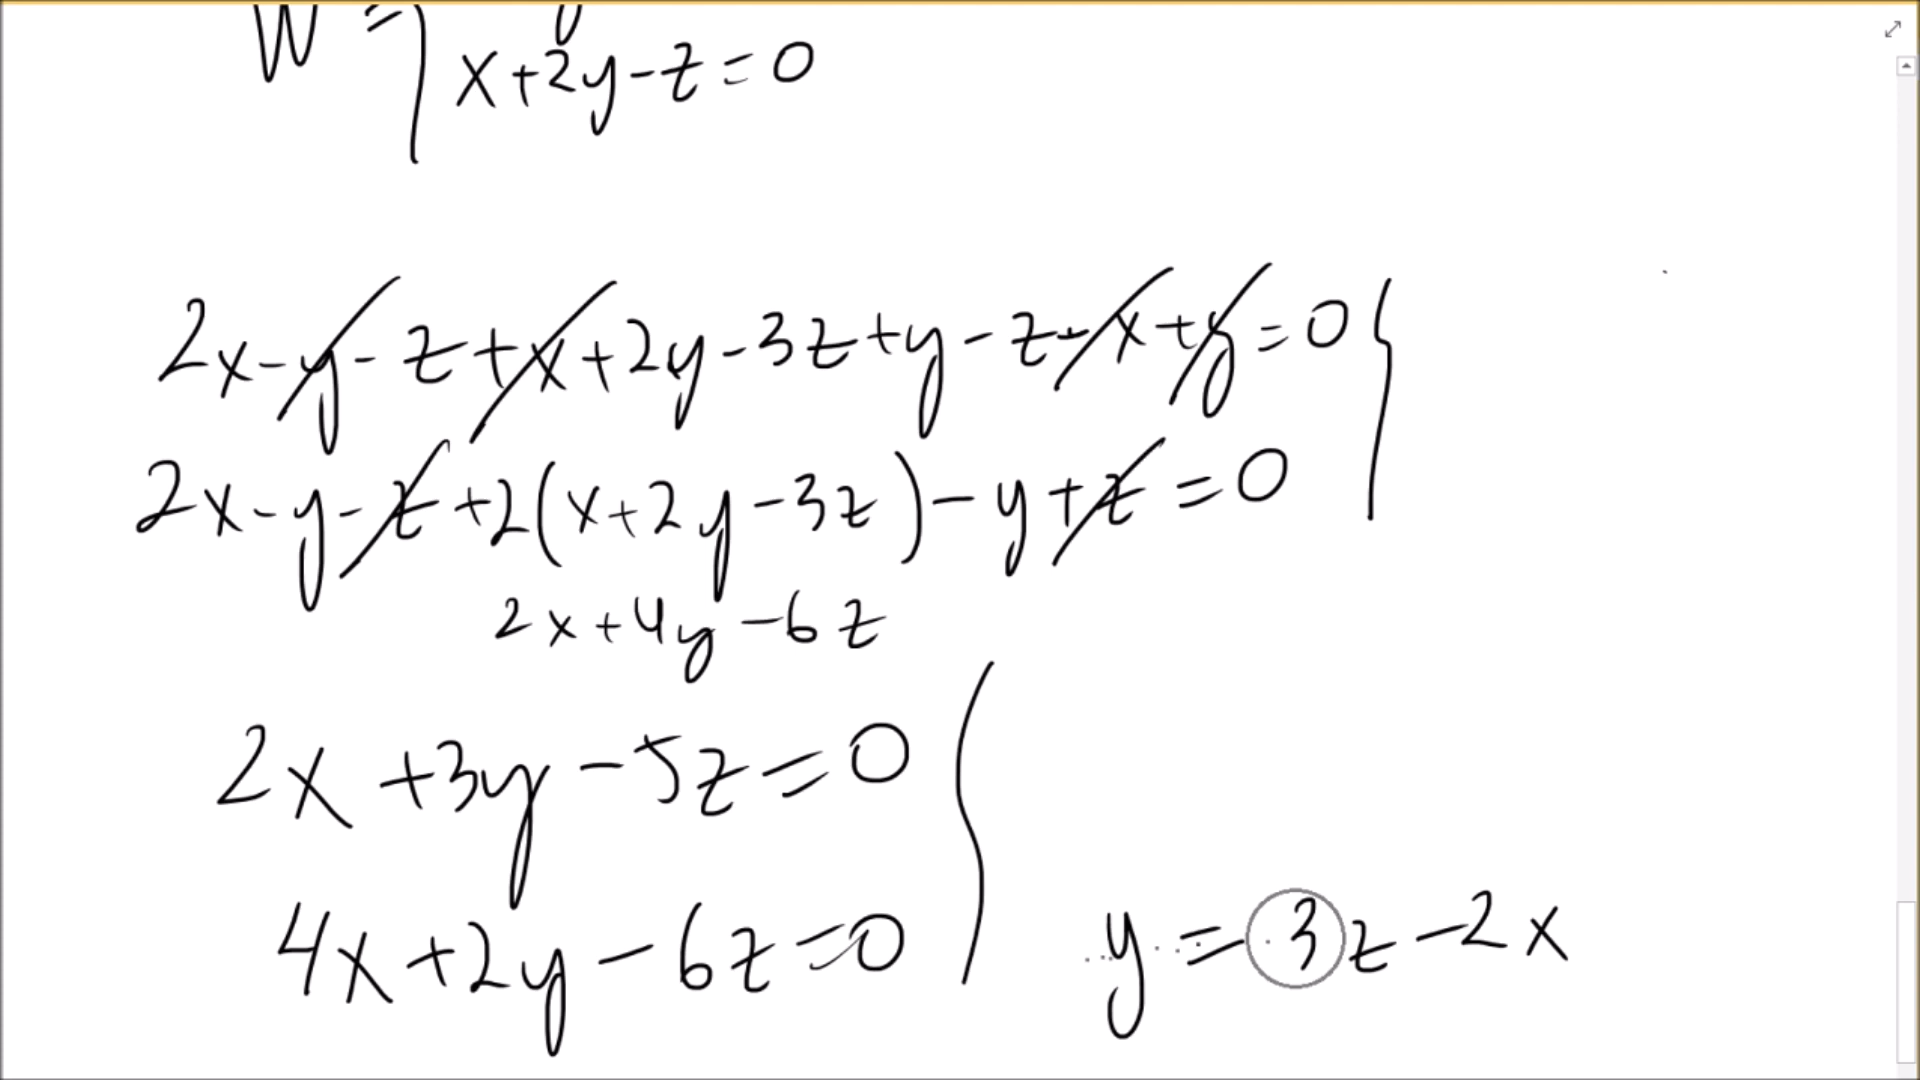 W =
x+2y-z=0
2x-y-z+x+2y-3z+y-z-x+y=0
2x-y-z+2(x+2y-3z)-y+z=0
2x+4y-6z
2x+3y-5z=0
4x+2y-6z=0
y=3z-2x